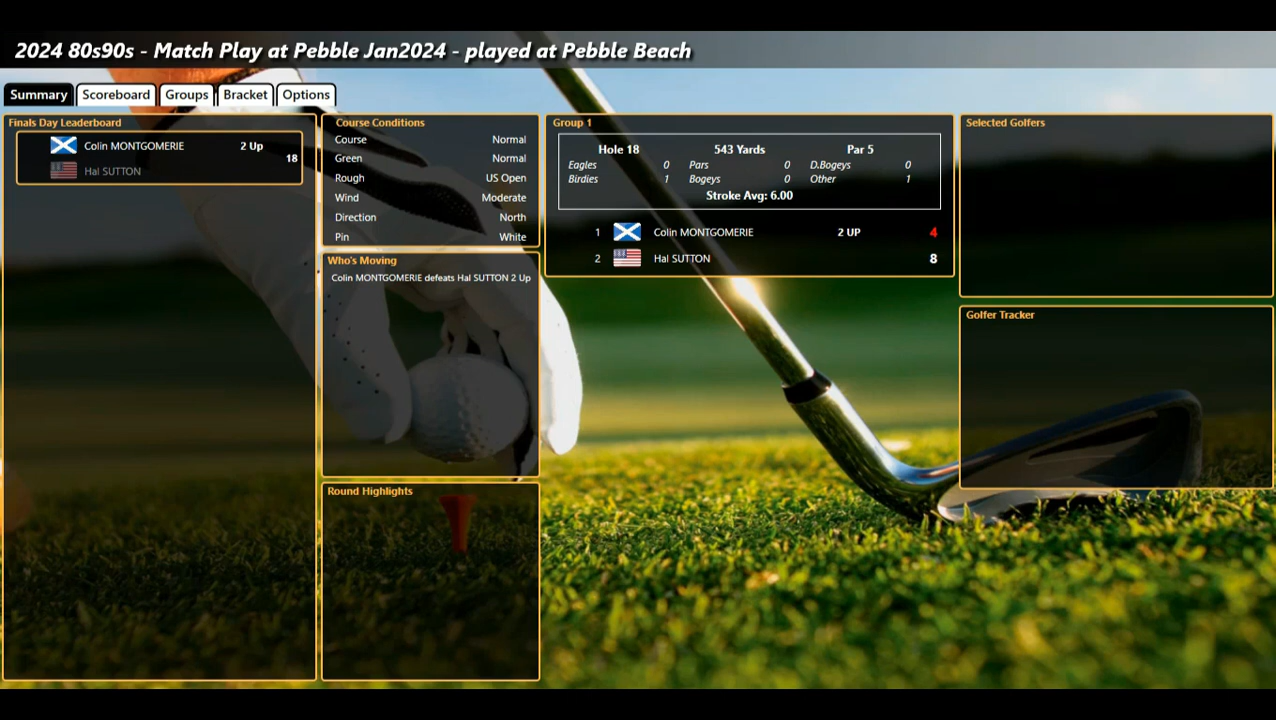 2024 80s90s - Match Play at Pebble Jan2024 - played at Pebble Beach
Summary Scoreboard Groups Bracket Options
Finals Day Leaderboard
Colin MONTGOMERIE 2 Up
18
Hal SUTTON
Course Conditions
Course Normal
Green Normal
Rough US Open
Wind Moderate
Direction North
Pin White
Who's Moving
Colin MONTGOMERIE defeats Hal SUTTON 2 Up
Round Highlights
Group 1
Hole 18 543 Yards Par 5
Eagles 0 Pars 0 D.Bogeys 0
Birdies 1 Bogeys 0 Other 1
Stroke Avg: 6.00
1 Colin MONTGOMERIE 2 UP 4
2 Hal SUTTON 8
Selected Golfers
Golfer Tracker